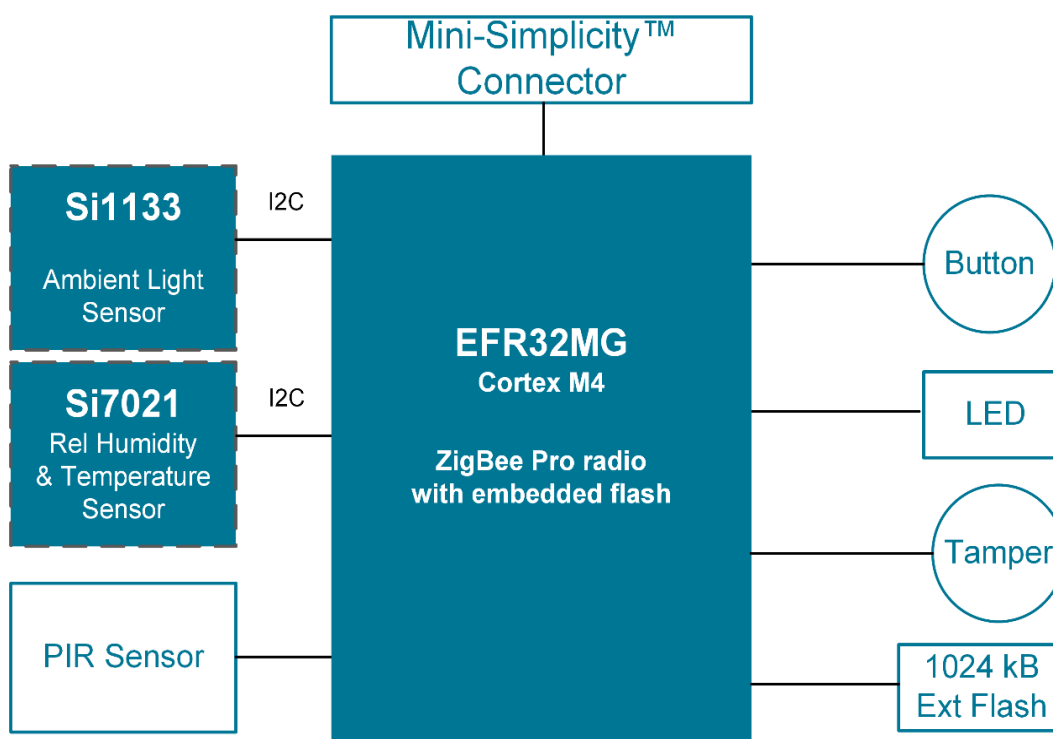 Mini-Simplicity™
Connector
Si1133
Ambient Light
Sensor
I2C
Si7021
Rel Humidity
& Temperature
Sensor
I2C
PIR Sensor
EFR32MG
Cortex M4
ZigBee Pro radio
with embedded flash
Button
LED
Tamper
1024 kB
Ext Flash